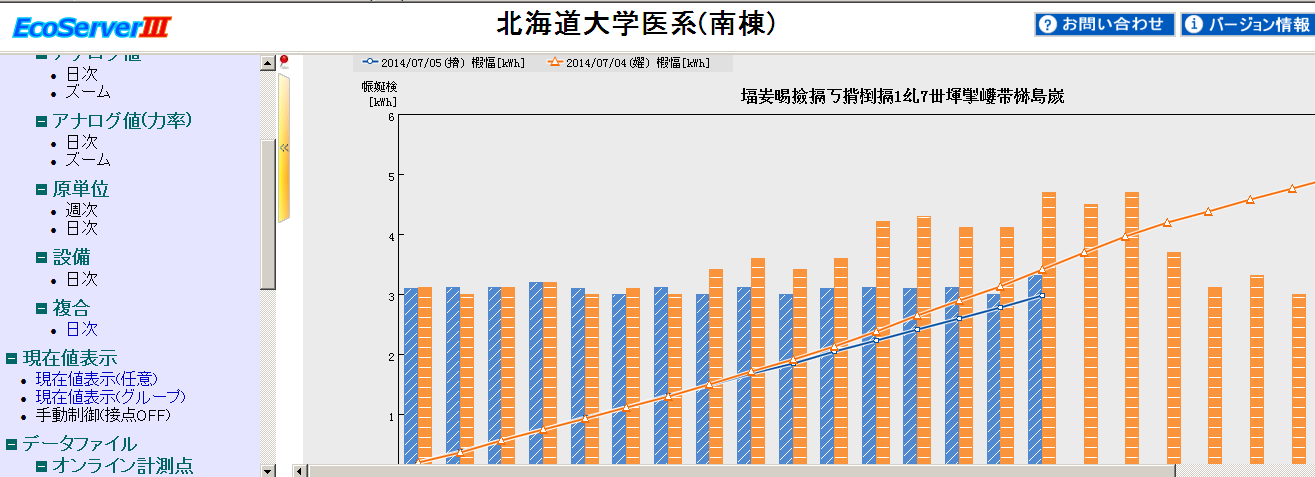 EcoServerIII
北海道大学医系(南棟)
お問い合わせ
バージョン情報
アナログ値
日次
ズーム
アナログ値(力率)
日次
ズーム
原単位
週次
日次
設備
日次
複合
日次
現在値表示
現在値表示(任意)
現在値表示(グループ)
手動制御(接点OFF)
データファイル
オンライン計測点
2014/07/05
[kWh]
2014/07/04
[kWh]
[kWh]
6
5
4
3
2
1